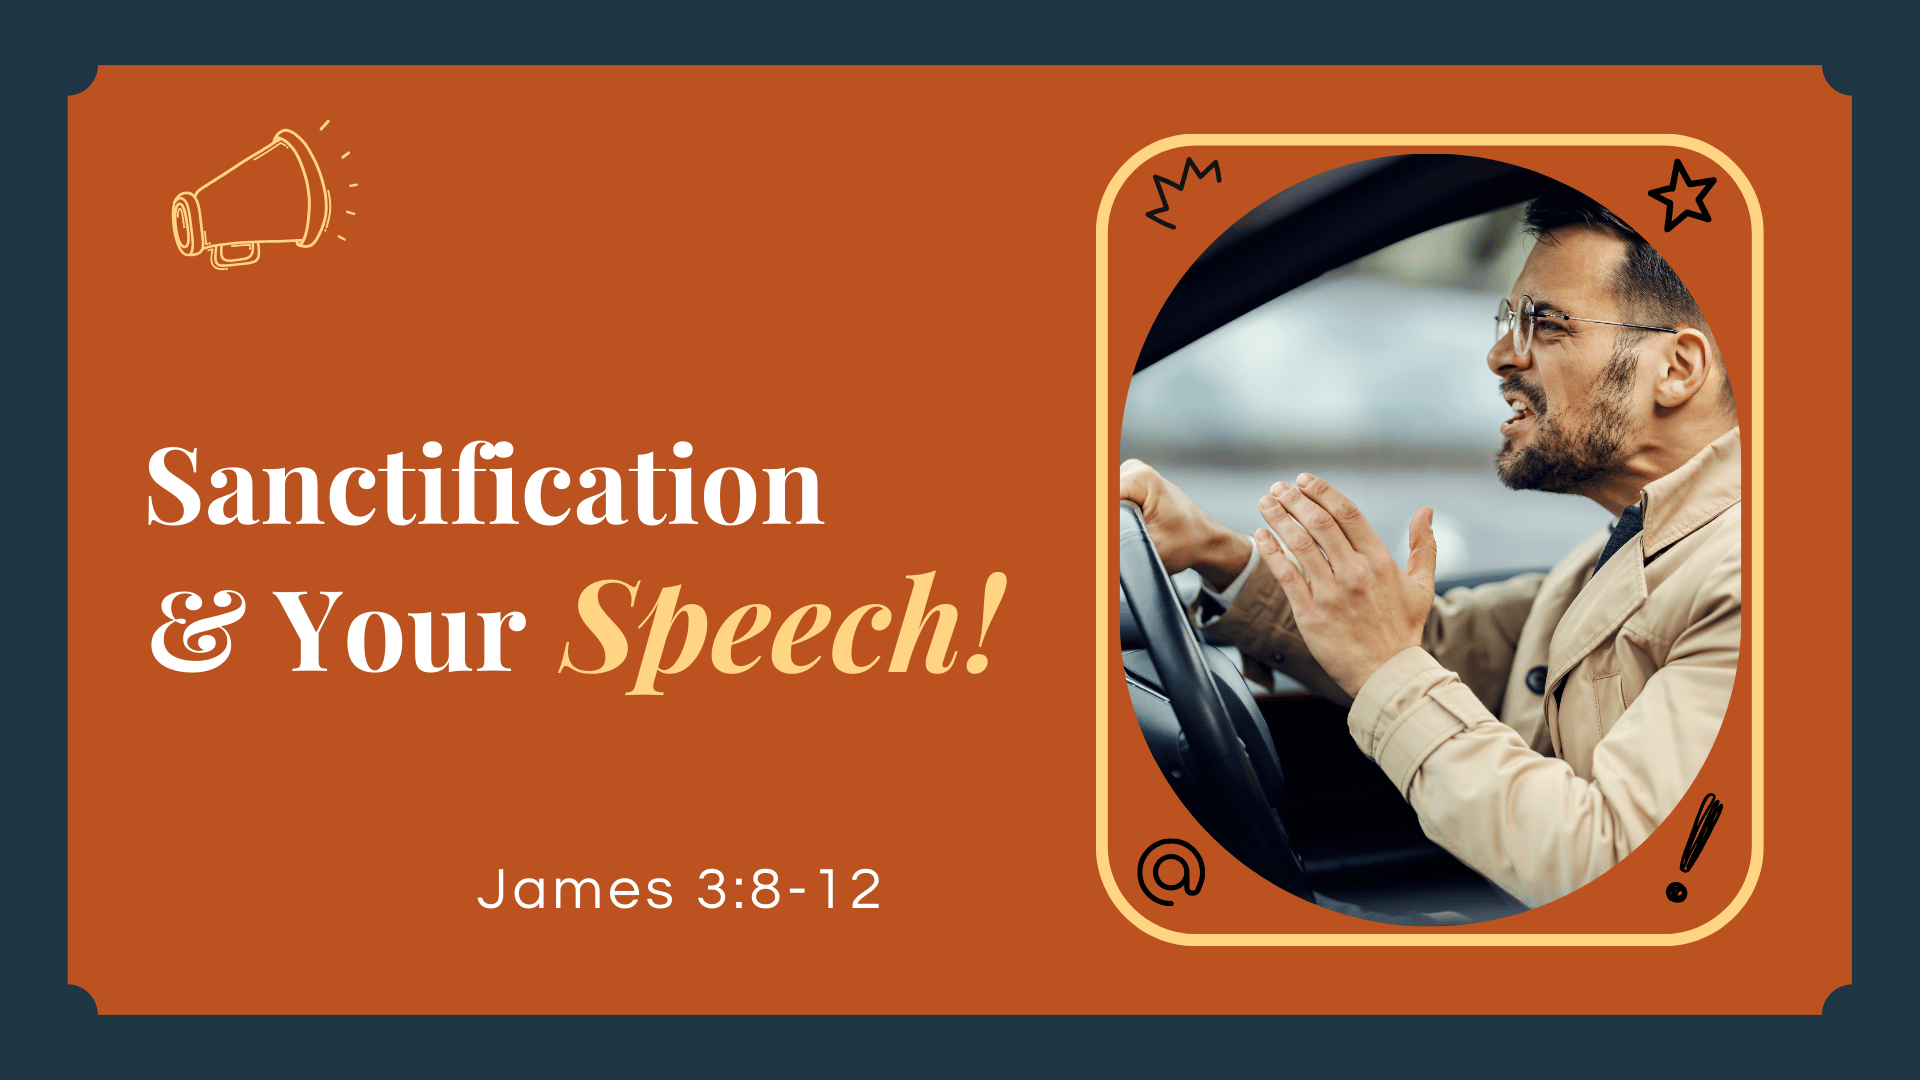 Sanctification
& Your Speech!
James 3:8-12
@
!